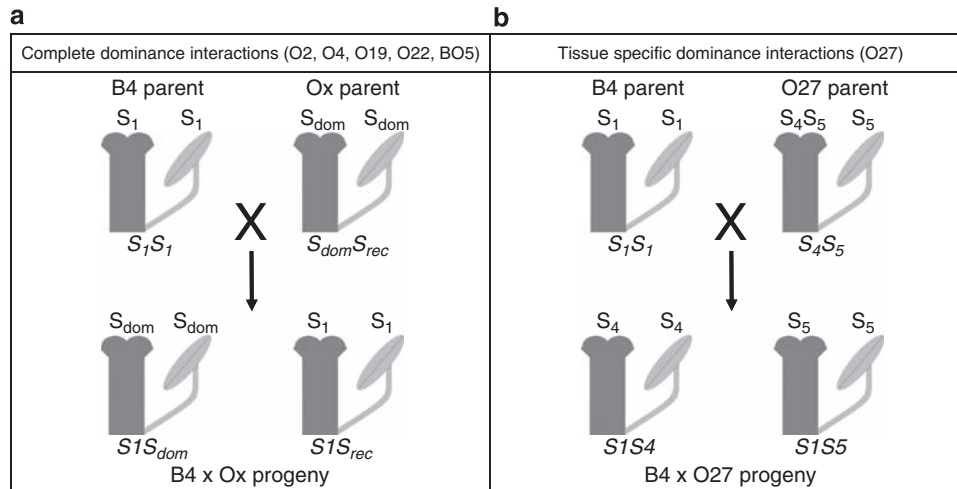 a
Complete dominance interactions (O2, O4, O19, O22, BO5)
B4 parent Ox parent
S1 S1 Sdom Sdom
X
S1S1 SdomSrec
Sdom Sdom S1 S1
S1Sdom S1Srec
B4 x Ox progeny
b
Tissue specific dominance interactions (O27)
B4 parent O27 parent
S1 S1 S4S5 S5
X
S1S1 S4S5
S4 S4 S5 S5
S1S4 S1S5
B4 x O27 progeny